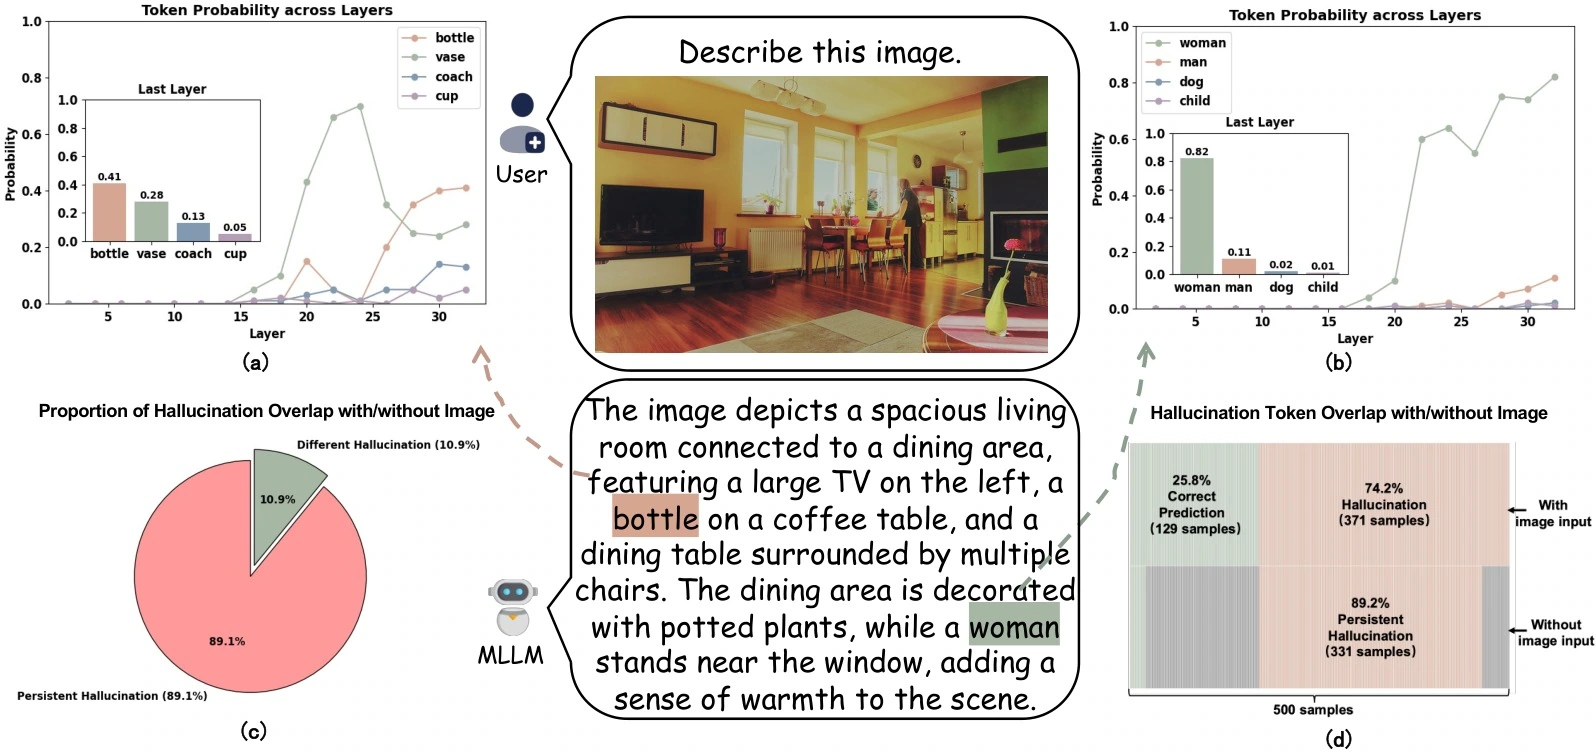 Token Probability across Layers
1.0
0.8
0.6
0.4
0.2
0.0
Probability
5 10 15 20 25 30
Layer
bottle
vase
coach
cup
Last Layer
1.0
0.8
0.6
0.4
0.2
0.0
0.41
0.28
0.13
0.05
bottle vase coach cup
(a)
User
Describe this image.
Token Probability across Layers
1.0
0.8
0.6
0.4
0.2
0.0
Probability
5 10 15 20 25 30
Layer
woman
man
dog
child
Last Layer
1.0
0.8
0.6
0.4
0.2
0.0
0.82
0.11
0.02
0.01
woman man dog child
(b)
Proportion of Hallucination Overlap with/without Image
Different Hallucination (10.9%)
10.9%
89.1%
Persistent Hallucination (89.1%)
(c)
MLLM
The image depicts a spacious living
room connected to a dining area,
featuring a large TV on the left, a
bottle on a coffee table, and a
dining table surrounded by multiple
chairs. The dining area is decorated
with potted plants, while a woman
stands near the window, adding a
sense of warmth to the scene.
Hallucination Token Overlap with/without Image
25.8%
Correct
Prediction
(129 samples)
74.2%
Hallucination
(371 samples)
With
image input
89.2%
Persistent
Hallucination
(331 samples)
Without
image input
500 samples
(d)